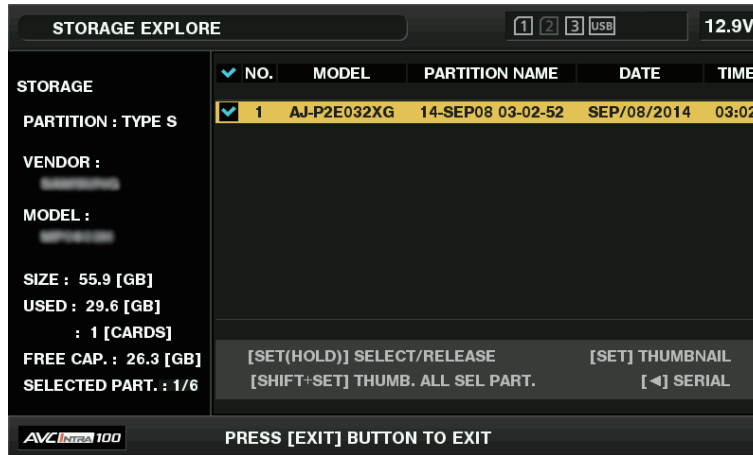 STORAGE EXPLORE
1 2 3 USB
12.9V
STORAGE
PARTITION : TYPE S
VENDOR :
MODEL :
SIZE : 55.9 [GB]
USED : 29.6 [GB]
: 1 [CARDS]
FREE CAP. : 26.3 [GB]
SELECTED PART. : 1/6
NO. MODEL PARTITION NAME DATE TIME
1 AJ-P2E032XG 14-SEP08 03-02-52 SEP/08/2014 03:02
[SET(HOLD)] SELECT/RELEASE [SET] THUMBNAIL
[SHIFT+SET] THUMB. ALL SEL PART. [◄] SERIAL
AVC INTRA 100
PRESS [EXIT] BUTTON TO EXIT